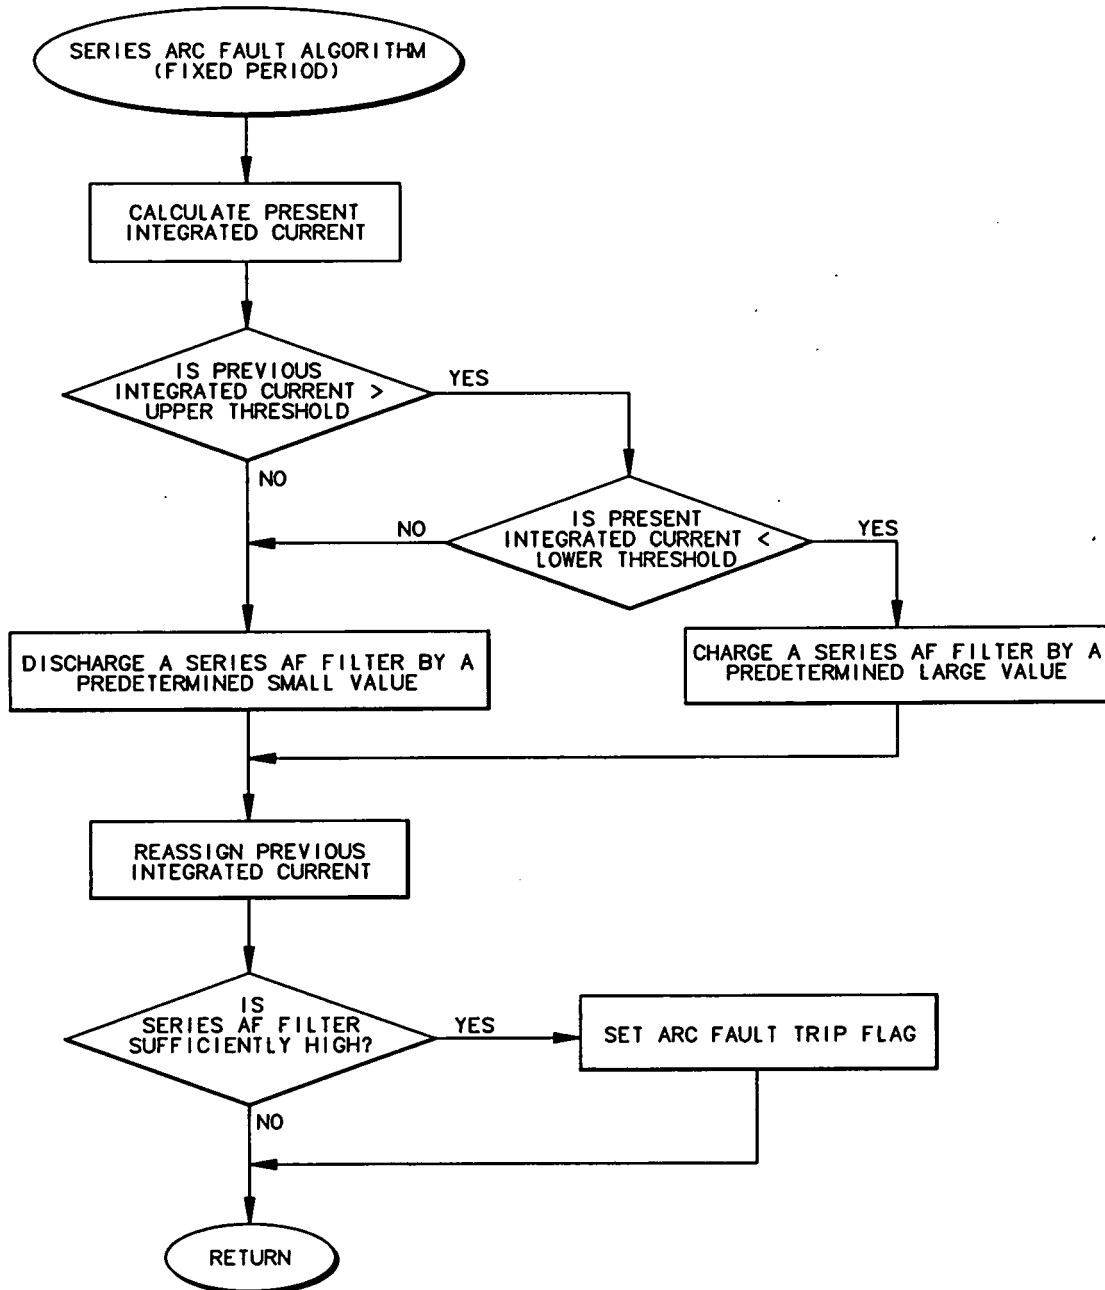 SERIES ARC FAULT ALGORITHM
(FIXED PERIOD)
CALCULATE PRESENT
INTEGRATED CURRENT
IS PREVIOUS
INTEGRATED CURRENT >
UPPER THRESHOLD
YES
NO
IS PRESENT
INTEGRATED CURRENT <
LOWER THRESHOLD
NO
YES
DISCHARGE A SERIES AF FILTER BY A
PREDETERMINED SMALL VALUE
CHARGE A SERIES AF FILTER BY A
PREDETERMINED LARGE VALUE
REASSIGN PREVIOUS
INTEGRATED CURRENT
IS
SERIES AF FILTER
SUFFICIENTLY HIGH?
YES
SET ARC FAULT TRIP FLAG
NO
RETURN